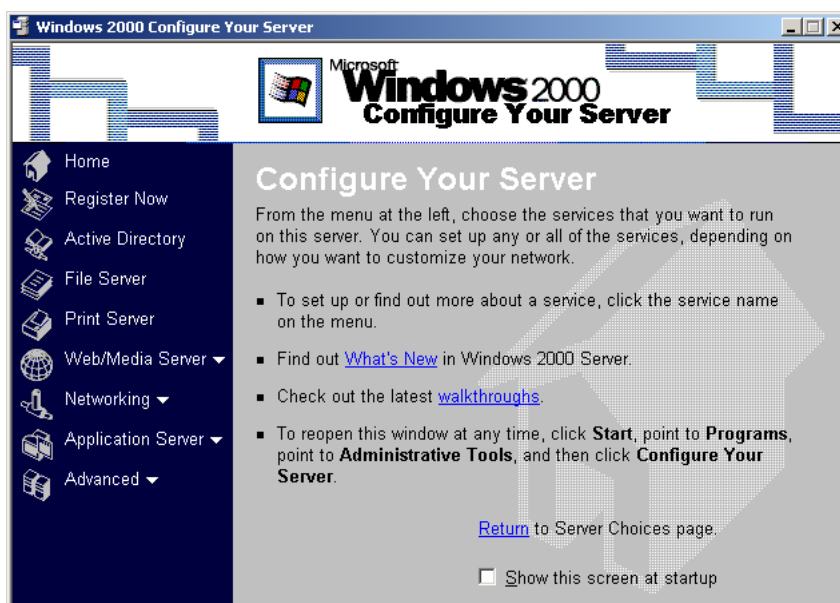 Windows 2000 Configure Your Server
Microsoft
Windows 2000
Configure Your Server
Home
Register Now
Active Directory
File Server
Print Server
Web/Media Server
Networking
Application Server
Advanced
Configure Your Server
From the menu at the left, choose the services that you want to run
on this server. You can set up any or all of the services, depending on
how you want to customize your network.
To set up or find out more about a service, click the service name
on the menu.
Find out What's New in Windows 2000 Server.
Check out the latest walkthroughs.
To reopen this window at any time, click Start, point to Programs,
point to Administrative Tools, and then click Configure Your
Server.
Return to Server Choices page.
Show this screen at startup